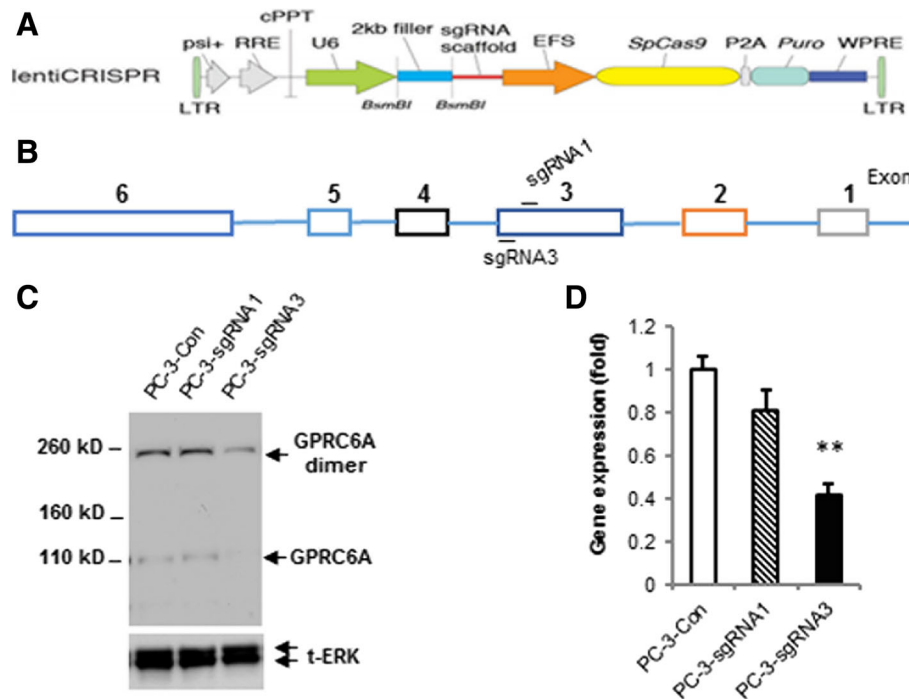 A
lentiCRISPR
psi+ RRE cPPT U6 2kb filler sgRNA scaffold EFS SpCas9 P2A Puro WPRE
LTR BsmBI BsmBI LTR
B
sgRNA1
6 5 4 3 2 1 Exon
sgRNA3
C
PC-3-Con PC-3-sgRNA1 PC-3-sgRNA3
260 kD
GPRC6A
dimer
160 kD
110 kD
GPRC6A
t-ERK
D
Gene expression (fold)
1.2
1
0.8
0.6
0.4
0.2
0
**
PC-3-Con PC-3-sgRNA1 PC-3-sgRNA3